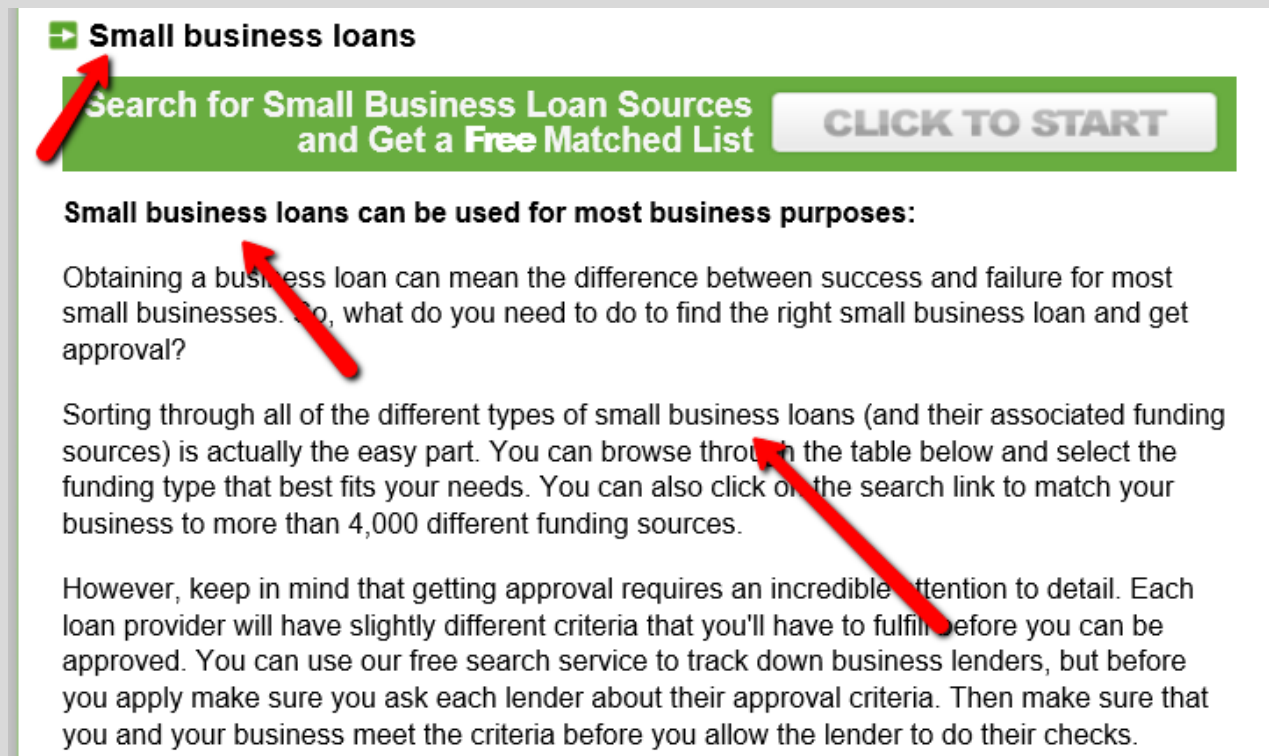 Small business loans
Search for Small Business Loan Sources
and Get a Free Matched List
CLICK TO START
Small business loans can be used for most business purposes:
Obtaining a business loan can mean the difference between success and failure for most
small businesses. So, what do you need to do to find the right small business loan and get
approval?
Sorting through all of the different types of small business loans (and their associated funding
sources) is actually the easy part. You can browse through the table below and select the
funding type that best fits your needs. You can also click on the search link to match your
business to more than 4,000 different funding sources.
However, keep in mind that getting approval requires an incredible attention to detail. Each
loan provider will have slightly different criteria that you'll have to fulfill before you can be
approved. You can use our free search service to track down business lenders, but before
you apply make sure you ask each lender about their approval criteria. Then make sure that
you and your business meet the criteria before you allow the lender to do their checks.